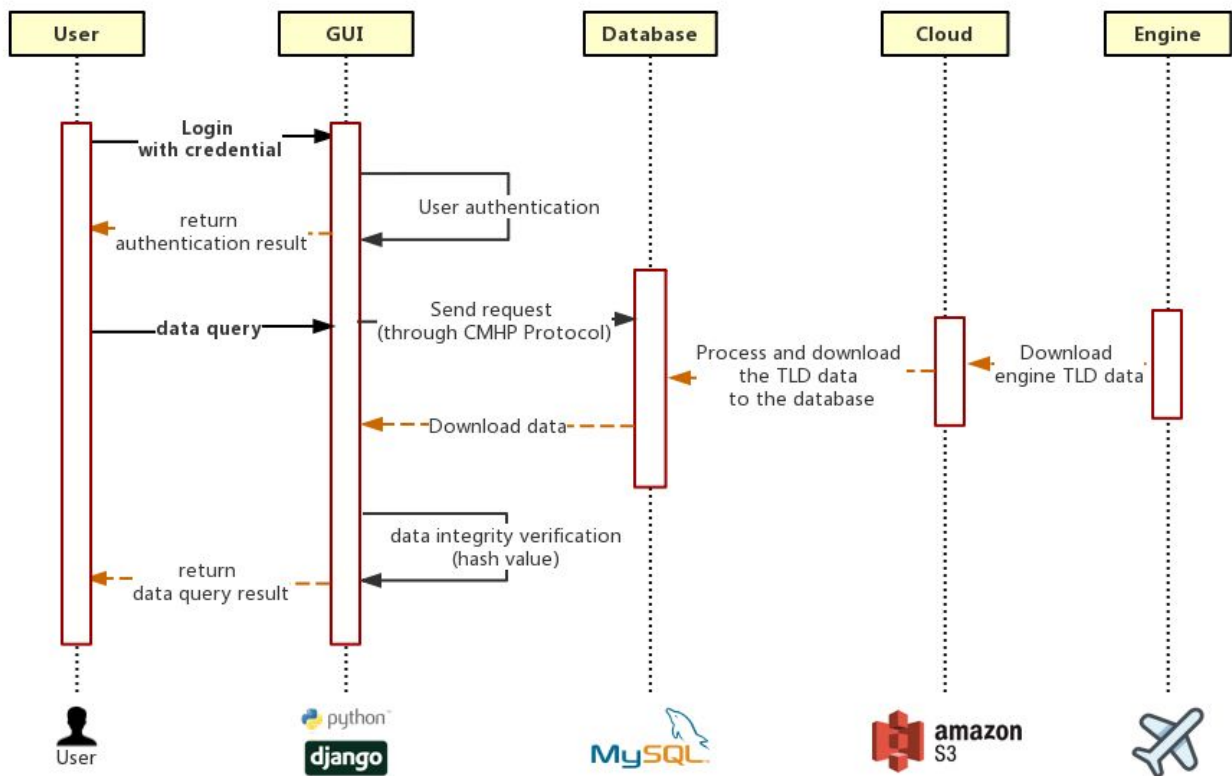 User
GUI
Database
Cloud
Engine
Login
with credential
User authentication
return
authentication result
Send request
(through CMHP Protocol)
data query
Process and download
the TLD data
to the database
Download
engine TLD data
Download data
data integrity verification
(hash value)
return
data query result
User
python™
django
MySQL
amazon
S3